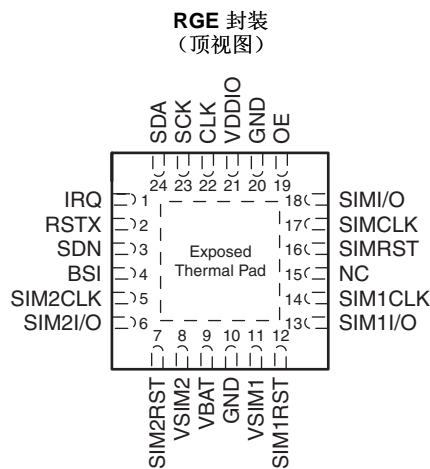 RGE 封装
（顶视图）
SDA
SCK
CLK
VDDIO
GND
OE
24 23 22 21 20 19
IRQ 1
RSTX 2
SDN 3
BSI 4
SIM2CLK 5
SIM2I/O 6
Exposed
Thermal Pad
18 SIMI/O
17 SIMCLK
16 SIMRST
15 NC
14 SIM1CLK
13 SIM1I/O
7 8 9 10 11 12
SIM2RST
VSIM2
VBAT
GND
VSIM1
SIM1RST